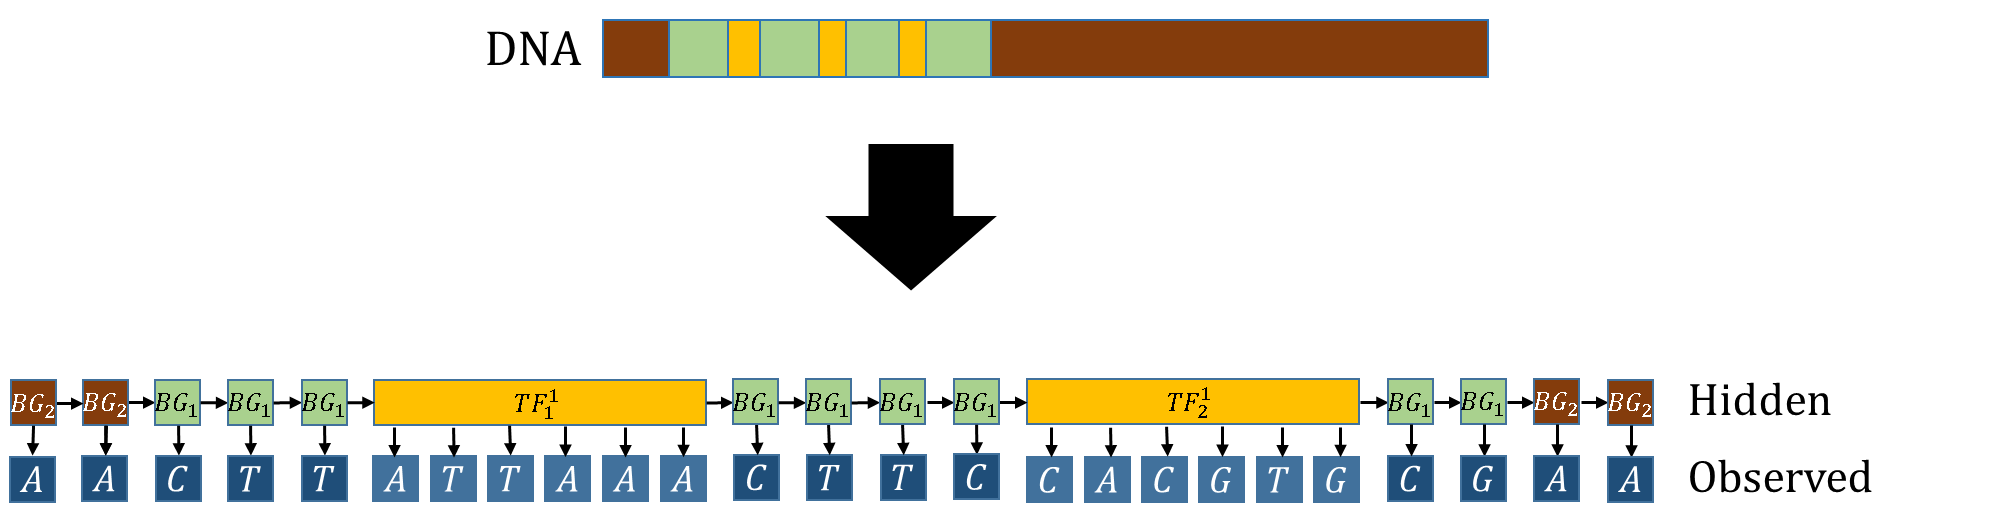 DNA
BG₂ BG₂ BG₁ BG₁ BG₁ TF₁¹ BG₁ BG₁ BG₁ BG₁ TF₂¹ BG₁ BG₁ BG₂ BG₂ Hidden
A A C T T A T T A A A C T T C C A C G T G C G A A Observed